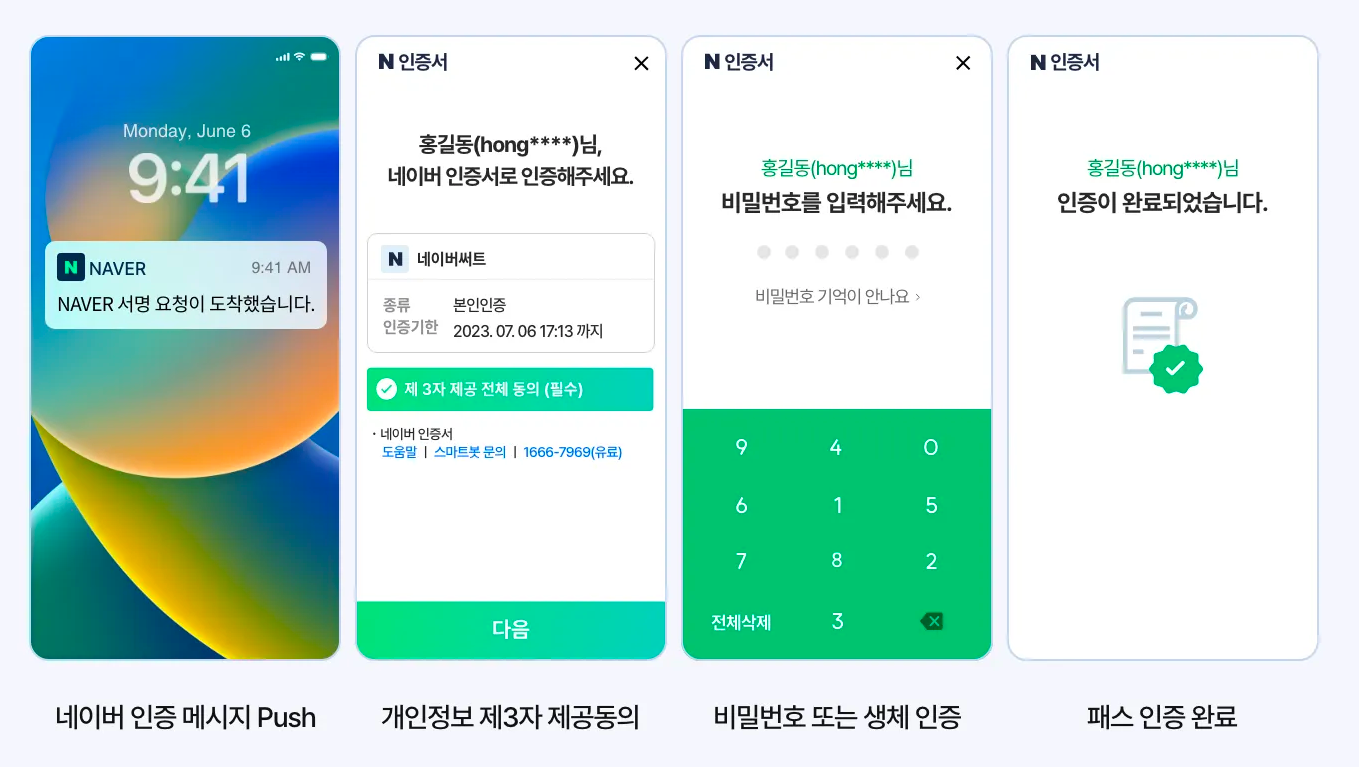 Monday, June 6
9:41
N NAVER 9:41 AM
NAVER 서명 요청이 도착했습니다.
네이버 인증 메시지 Push
N 인증서
홍길동(hong****)님,
네이버 인증서로 인증해주세요.
N 네이버써트
종류 본인인증
인증기한 2023. 07. 06 17:13 까지
제 3자 제공 전체 동의 (필수)
· 네이버 인증서
도움말 | 스마트봇 문의 | 1666-7969(유료)
다음
개인정보 제3자 제공동의
N 인증서
홍길동(hong****)님
비밀번호를 입력해주세요.
비밀번호 기억이 안나요 ›
9 4 0
6 1 5
7 8 2
전체삭제 3
비밀번호 또는 생체 인증
N 인증서
홍길동(hong****)님
인증이 완료되었습니다.
패스 인증 완료